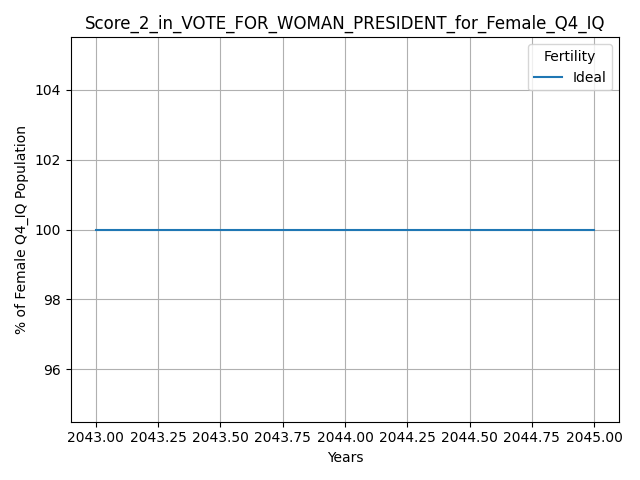 Score_2_in_VOTE_FOR_WOMAN_PRESIDENT_for_Female_Q4_IQ
Fertility
Ideal
104
102
100
98
96
% of Female Q4_IQ Population
2043.00 2043.25 2043.50 2043.75 2044.00 2044.25 2044.50 2044.75 2045.00
Years